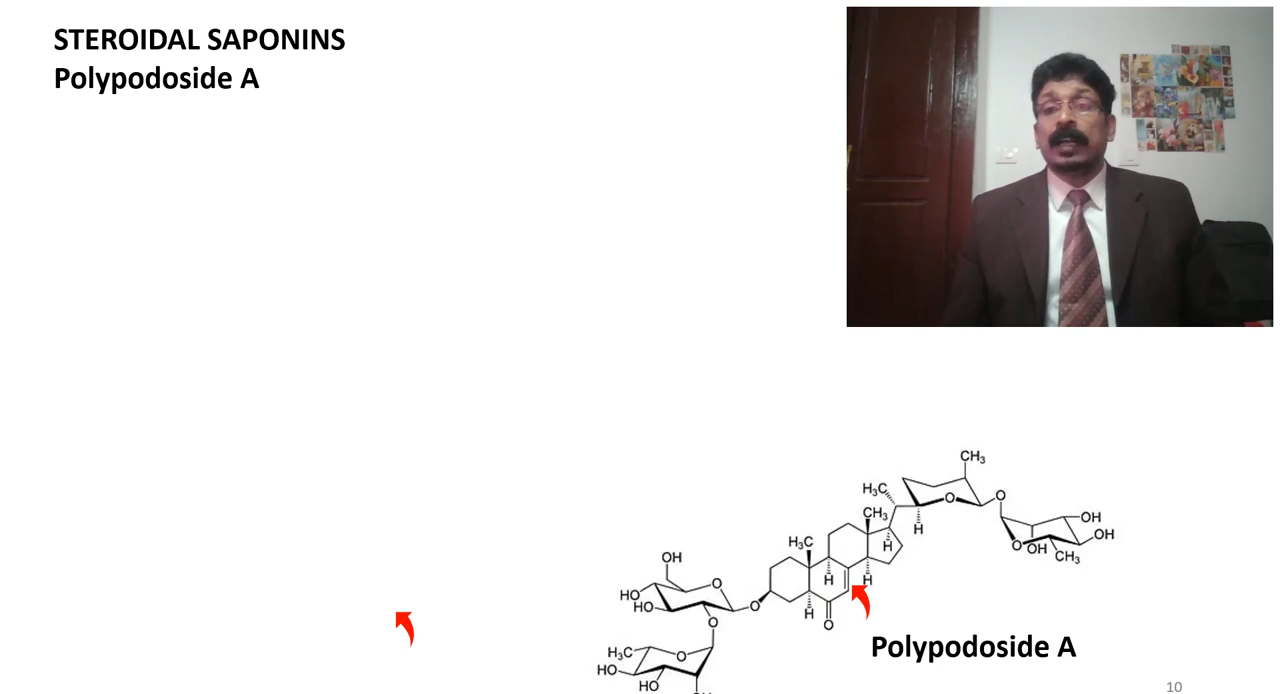 STEROIDAL SAPONINS
Polypodoside A
CH₃
H₃C
CH₃
O
O
H
OH
H₃C
H
O
OH
OH
CH₃
H
H
OH
O
HO
HO
O
H
O
O
Polypodoside A
H₃C
O
HO
HO
10